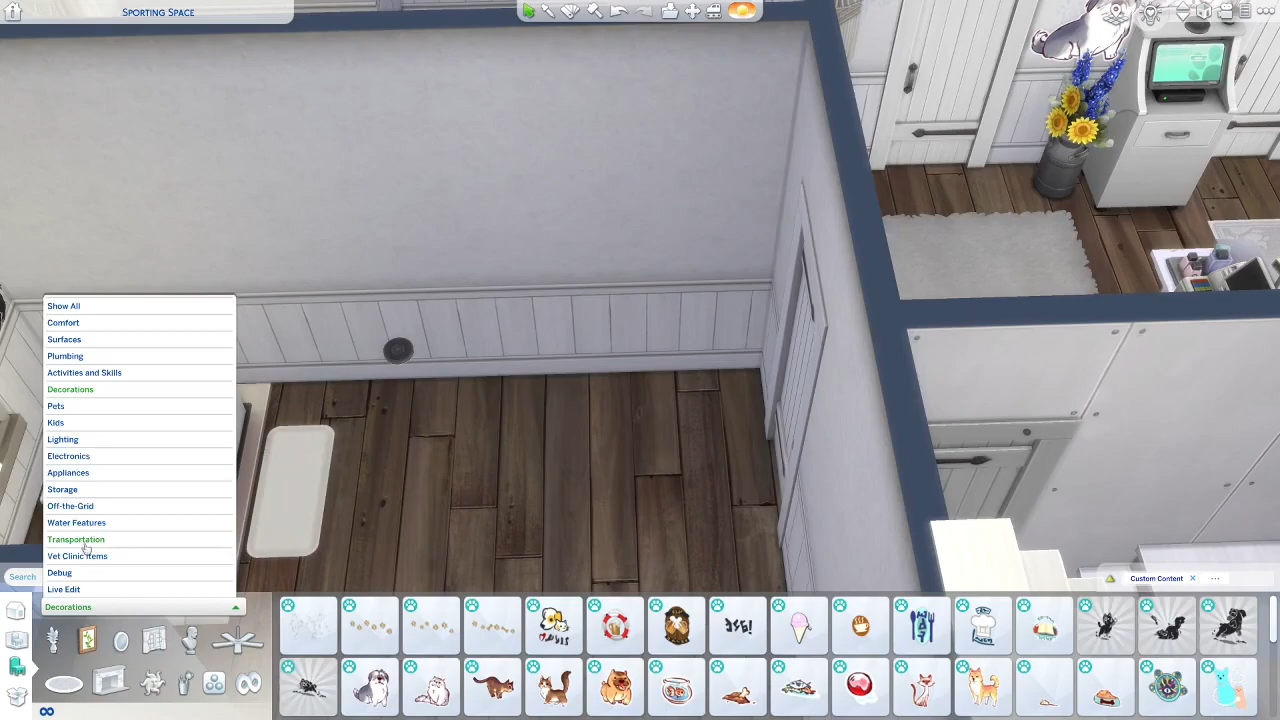 SPORTING SPACE
Show All
Comfort
Surfaces
Plumbing
Activities and Skills
Decorations
Pets
Kids
Lighting
Electronics
Appliances
Storage
Off-the-Grid
Water Features
Transportation
Vet Clinic Items
Debug
Live Edit
Search
Decorations
Custom Content